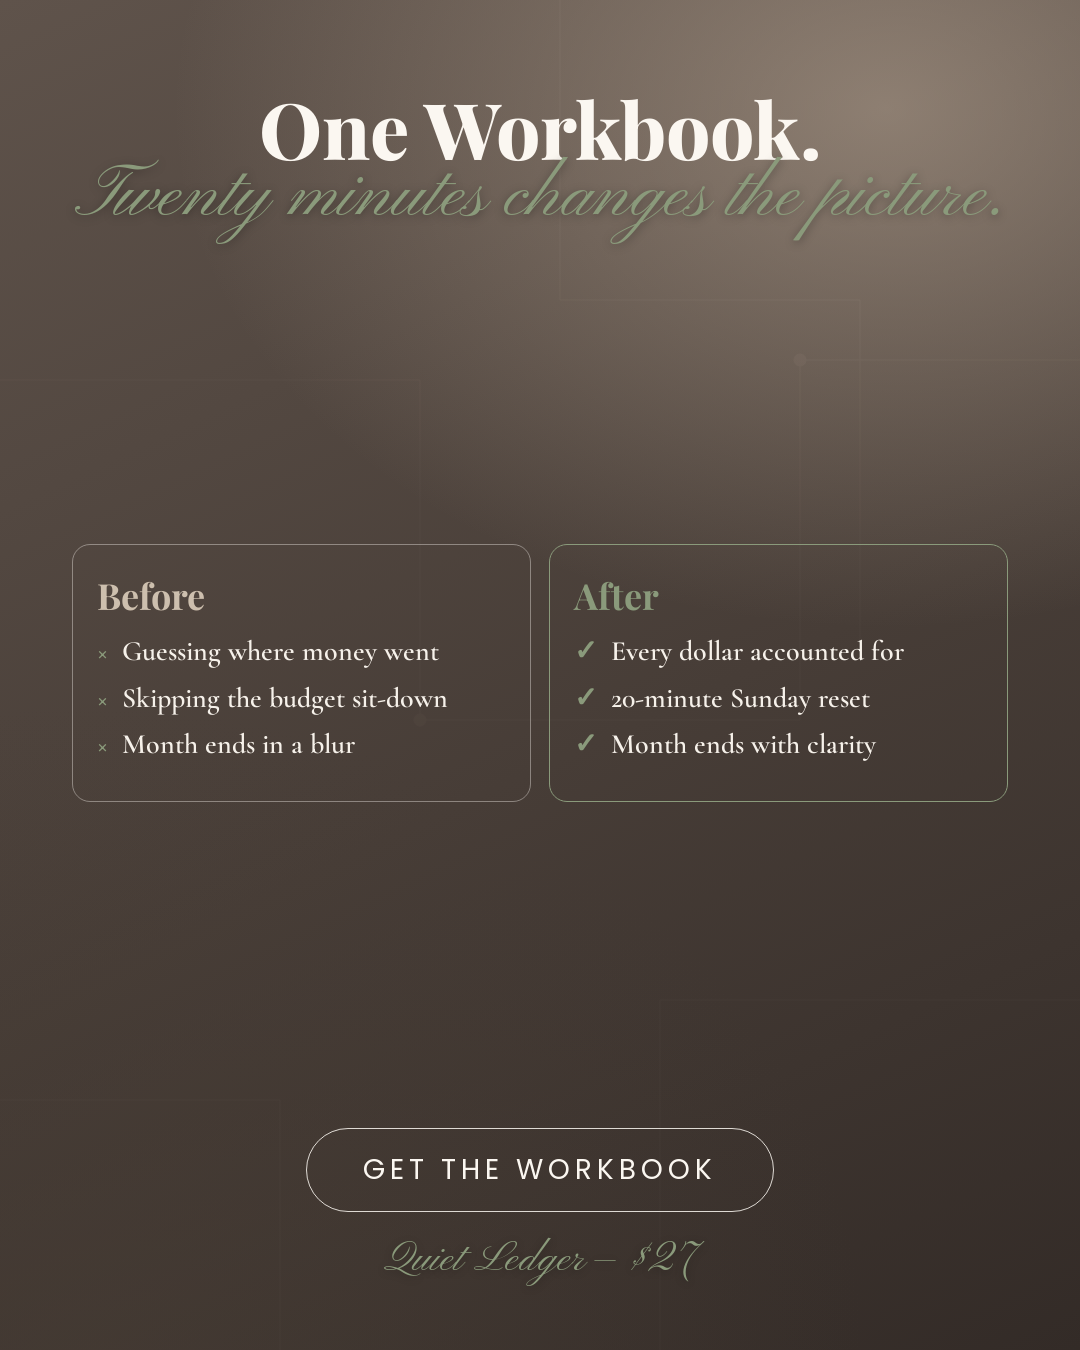 One Workbook.
Twenty minutes changes the picture.
Before
× Guessing where money went
× Skipping the budget sit-down
× Month ends in a blur
After
✓ Every dollar accounted for
✓ 20-minute Sunday reset
✓ Month ends with clarity
GET THE WORKBOOK
Quiet Ledger — $27